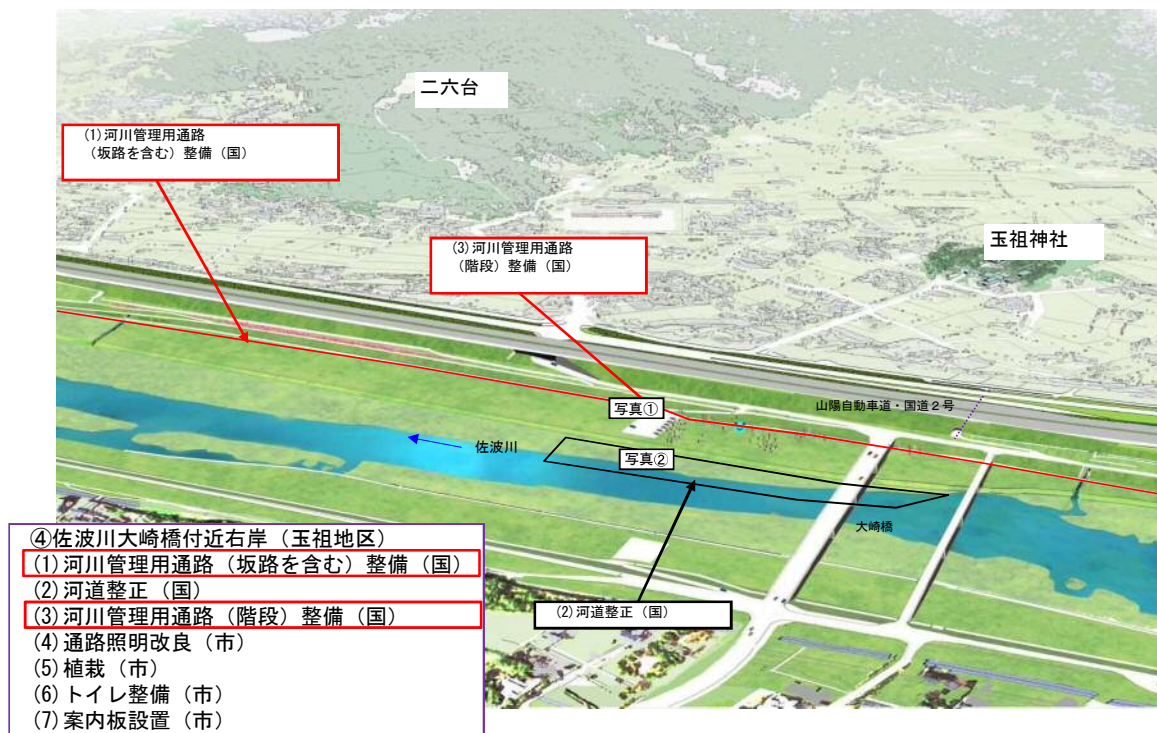 二六台
(1)河川管理用通路
(坂路を含む)整備(国)
玉祖神社
(3)河川管理用通路
(階段)整備(国)
写真①
山陽自動車道・国道2号
佐波川
写真②
大崎橋
(2)河道整正(国)
④佐波川大崎橋付近右岸(玉祖地区)
(1)河川管理用通路(坂路を含む)整備(国)
(2)河道整正(国)
(3)河川管理用通路(階段)整備(国)
(4)通路照明改良(市)
(5)植栽(市)
(6)トイレ整備(市)
(7)案内板設置(市)